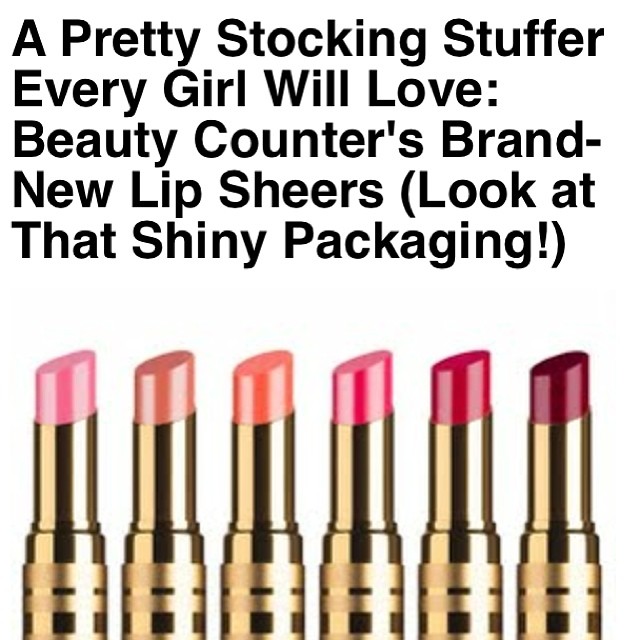 A Pretty Stocking Stuffer
Every Girl Will Love:
Beauty Counter's Brand-
New Lip Sheers (Look at
That Shiny Packaging!)